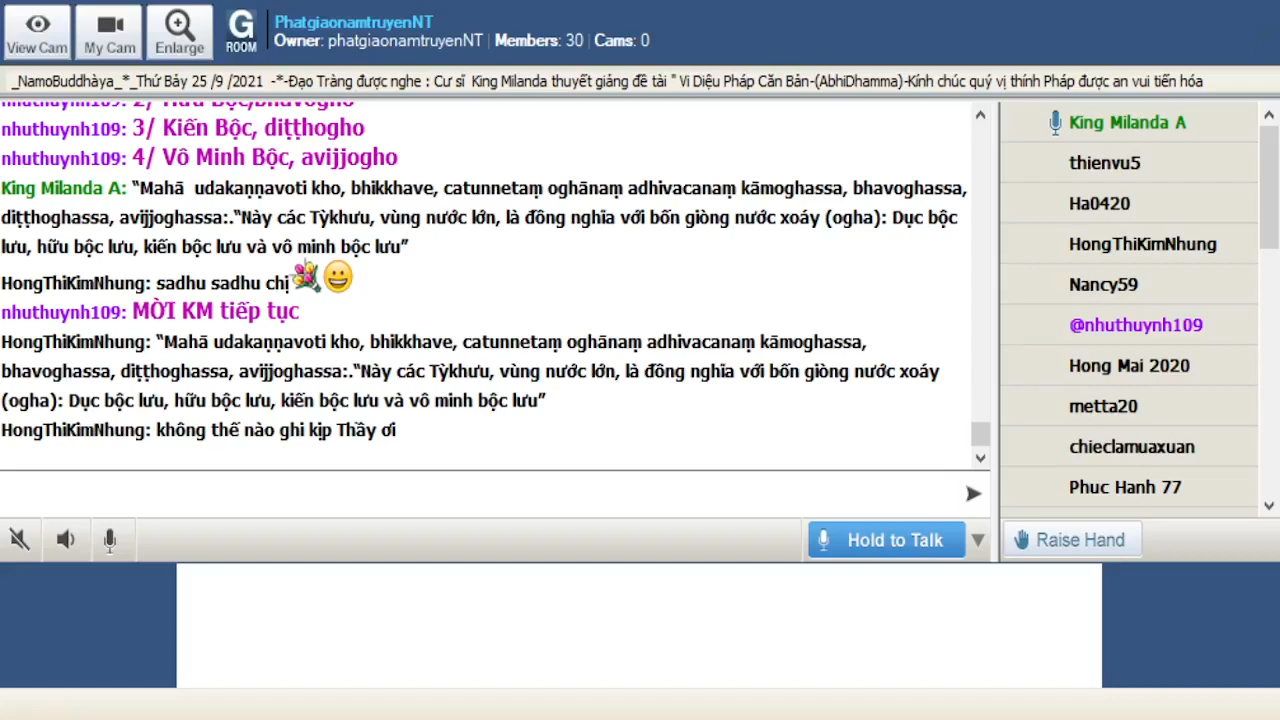 View Cam
My Cam
Enlarge
G
ROOM
PhatgiaonamtruyenNT
Owner: phatgiaonamtruyenNT | Members: 30 | Cams: 0
_NamoBuddhàya_*_Thứ Bảy 25 /9 /2021 -*-Đạo Tràng được nghe : Cư sĩ King Milanda thuyết giảng đề tài " Vi Diệu Pháp Căn Bản-(AbhiDhamma)-Kính chúc quý vị thính Pháp được an vui tiến hóa
nhuthuynh109: 2/ Hữu Bộc,bhavogho
nhuthuynh109: 3/ Kiến Bộc, diṭṭhogho
nhuthuynh109: 4/ Vô Minh Bộc, avijjogho
King Milanda A: “Mahā udakaṇṇavoti kho, bhikkhave, catunnetaṃ oghānaṃ adhivacanaṃ kāmoghassa, bhavoghassa,
diṭṭhoghassa, avijjoghassa:.“Này các Tỳkhưu, vùng nước lớn, là đồng nghĩa với bốn giòng nước xoáy (ogha): Dục bộc
lưu, hữu bộc lưu, kiến bộc lưu và vô minh bộc lưu”
HongThiKimNhung: sadhu sadhu chị
nhuthuynh109: MỜI KM tiếp tục
HongThiKimNhung: “Mahā udakaṇṇavoti kho, bhikkhave, catunnetaṃ oghānaṃ adhivacanaṃ kāmoghassa,
bhavoghassa, diṭṭhoghassa, avijjoghassa:.“Này các Tỳkhưu, vùng nước lớn, là đồng nghĩa với bốn giòng nước xoáy
(ogha): Dục bộc lưu, hữu bộc lưu, kiến bộc lưu và vô minh bộc lưu”
HongThiKimNhung: không thể nào ghi kịp Thầy ơi
King Milanda A
thienvu5
Ha0420
HongThiKimNhung
Nancy59
@nhuthuynh109
Hong Mai 2020
metta20
chieclamuaxuan
Phuc Hanh 77
Hold to Talk
Raise Hand